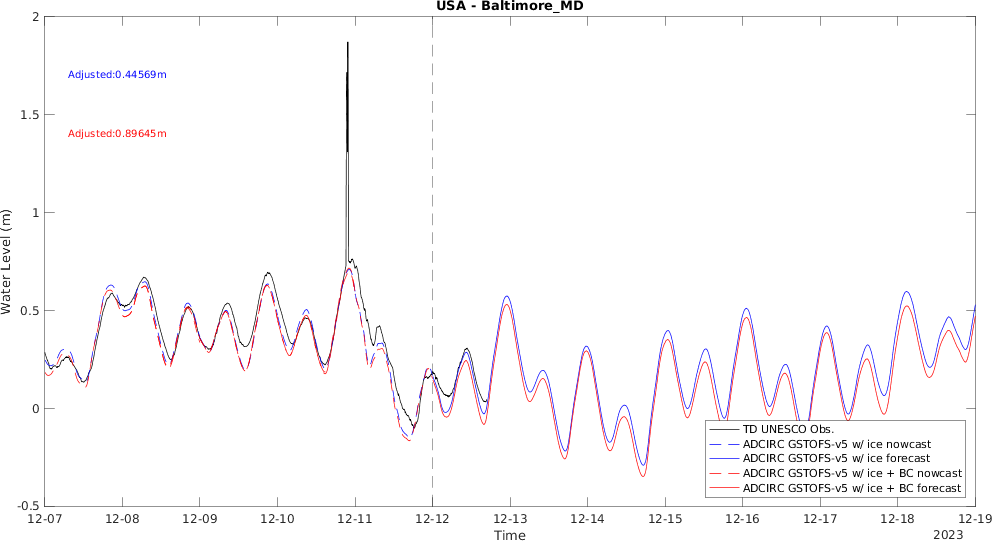 USA - Baltimore_MD
Adjusted:0.44569m
Adjusted:0.89645m
Water Level (m)
2
1.5
1
0.5
0
-0.5
12-07 12-08 12-09 12-10 12-11 12-12 12-13 12-14 12-15 12-16 12-17 12-18 12-19
Time
2023
TD UNESCO Obs.
ADCIRC GSTOFS-v5 w/ ice nowcast
ADCIRC GSTOFS-v5 w/ ice forecast
ADCIRC GSTOFS-v5 w/ ice + BC nowcast
ADCIRC GSTOFS-v5 w/ ice + BC forecast